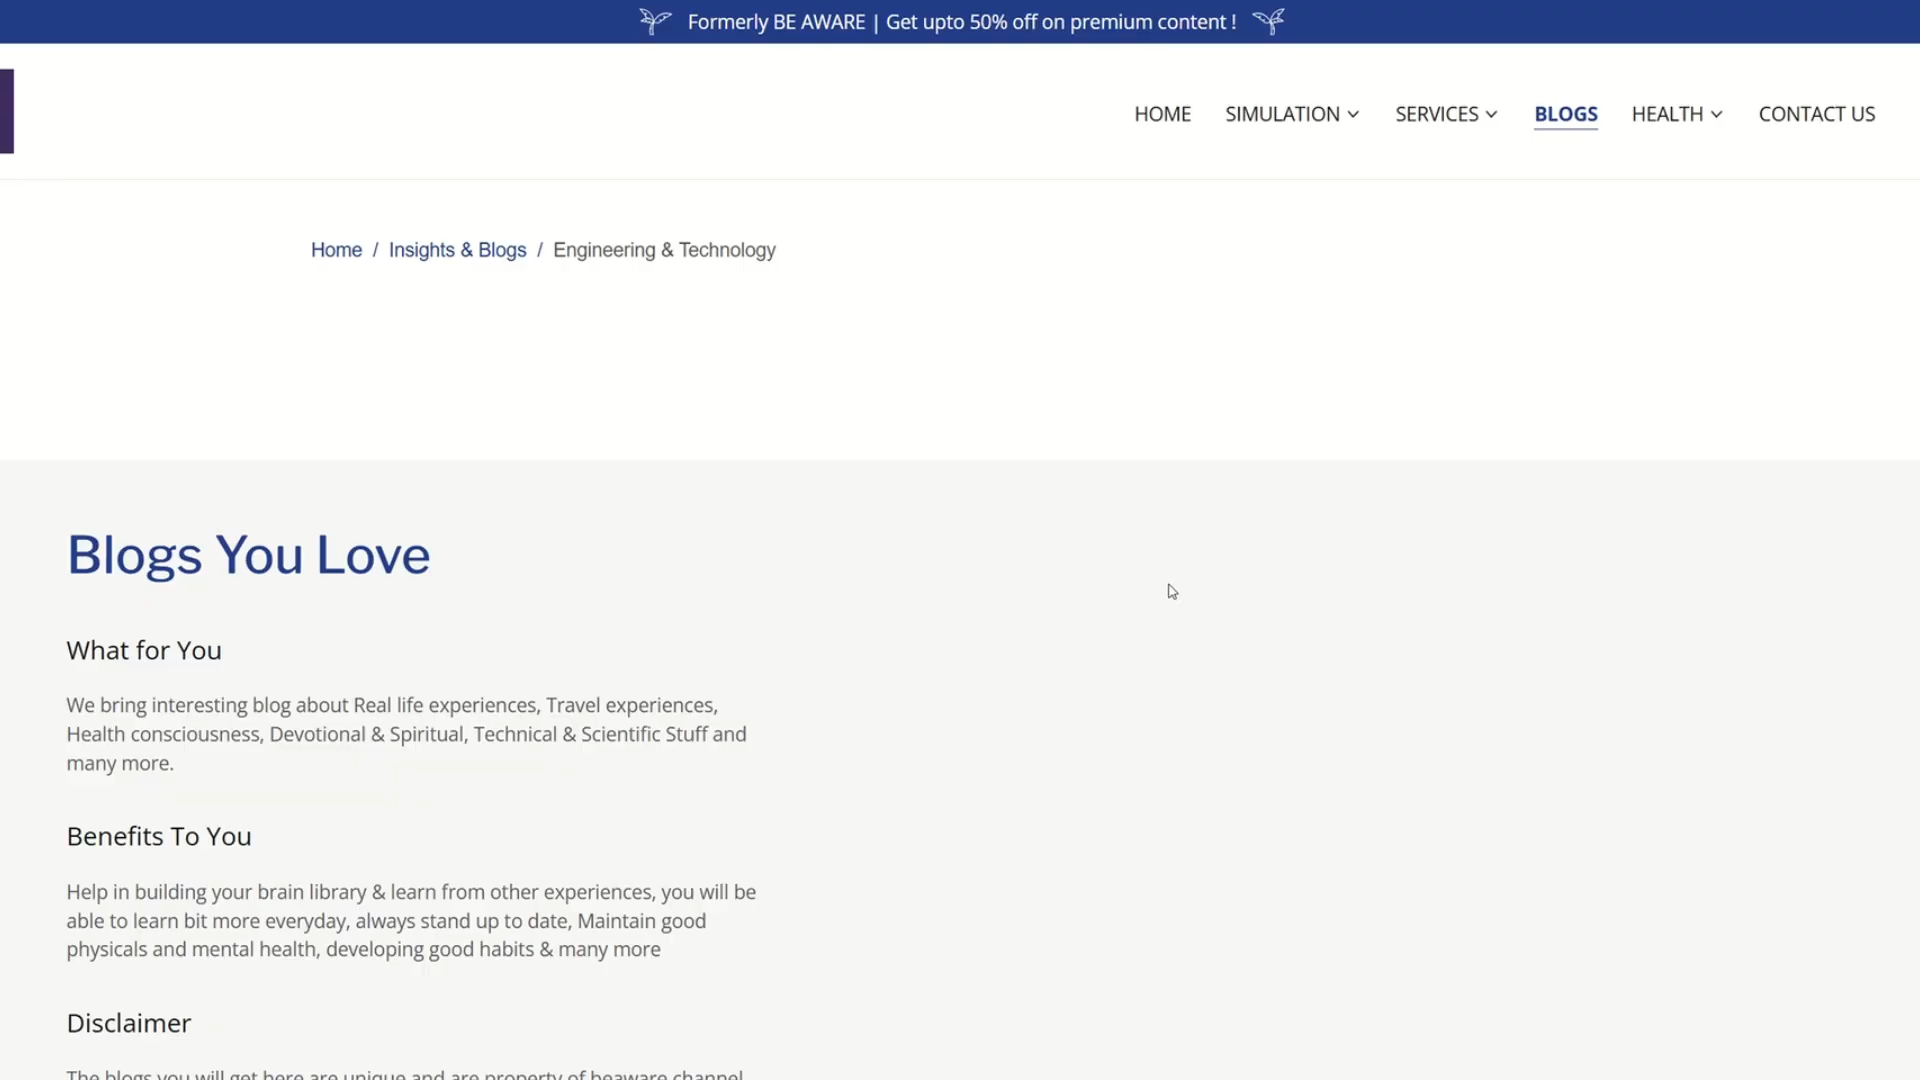 Formerly BE AWARE | Get upto 50% off on premium content !
HOME SIMULATION SERVICES BLOGS HEALTH CONTACT US
Home / Insights & Blogs / Engineering & Technology
Blogs You Love
What for You
We bring interesting blog about Real life experiences, Travel experiences,
Health consciousness, Devotional & Spiritual, Technical & Scientific Stuff and
many more.
Benefits To You
Help in building your brain library & learn from other experiences, you will be
able to learn bit more everyday, always stand up to date, Maintain good
physicals and mental health, developing good habits & many more
Disclaimer
The blogs you will get here are unique and are property of beaware channel